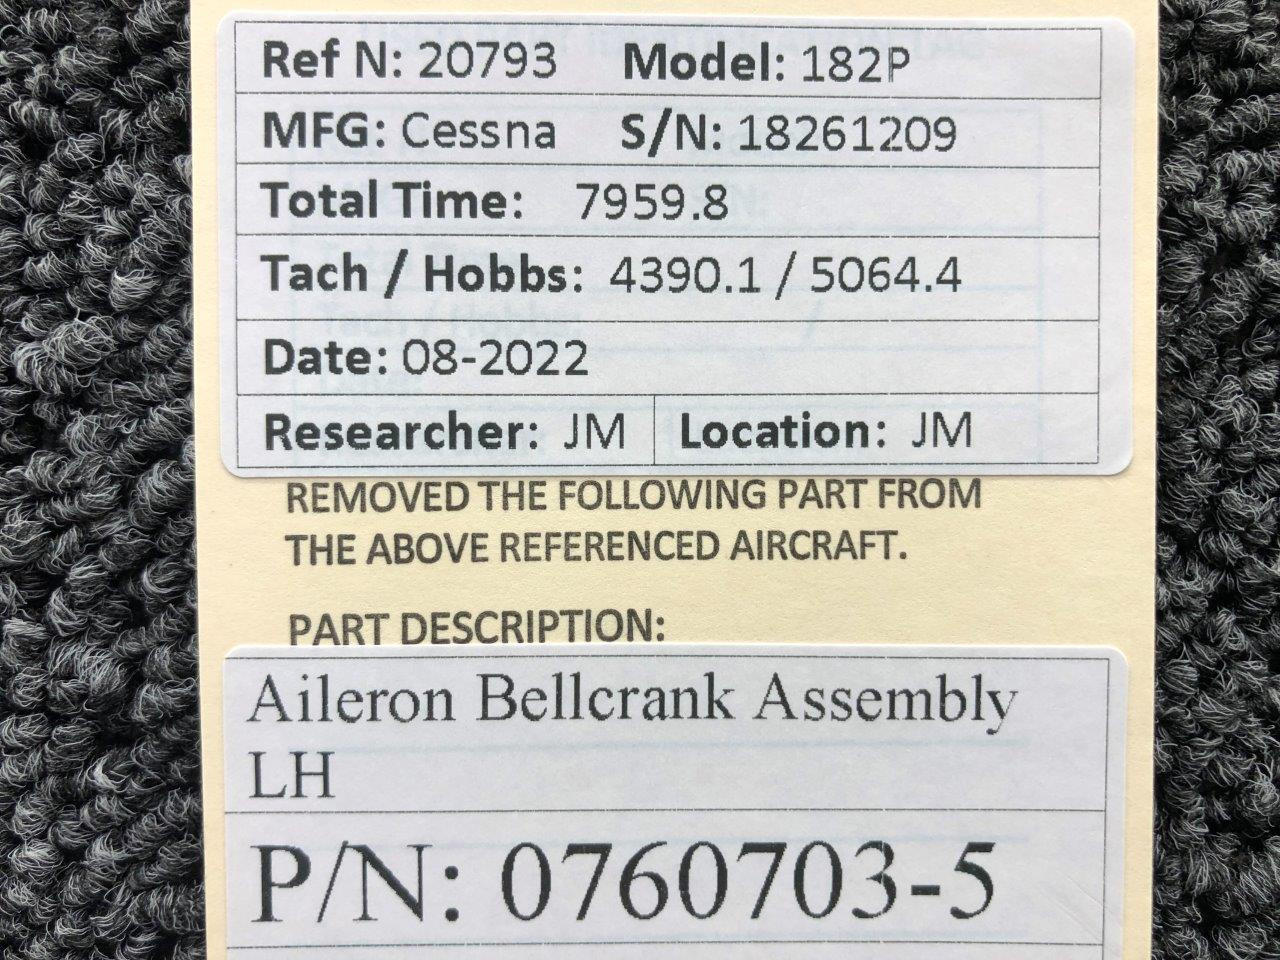 Ref N: 20793 Model: 182P
MFG: Cessna S/N: 18261209
Total Time: 7959.8
Tach / Hobbs: 4390.1 / 5064.4
Date: 08-2022
Researcher: JM Location: JM
REMOVED THE FOLLOWING PART FROM
THE ABOVE REFERENCED AIRCRAFT.
PART DESCRIPTION:
Aileron Bellcrank Assembly
LH
P/N: 0760703-5